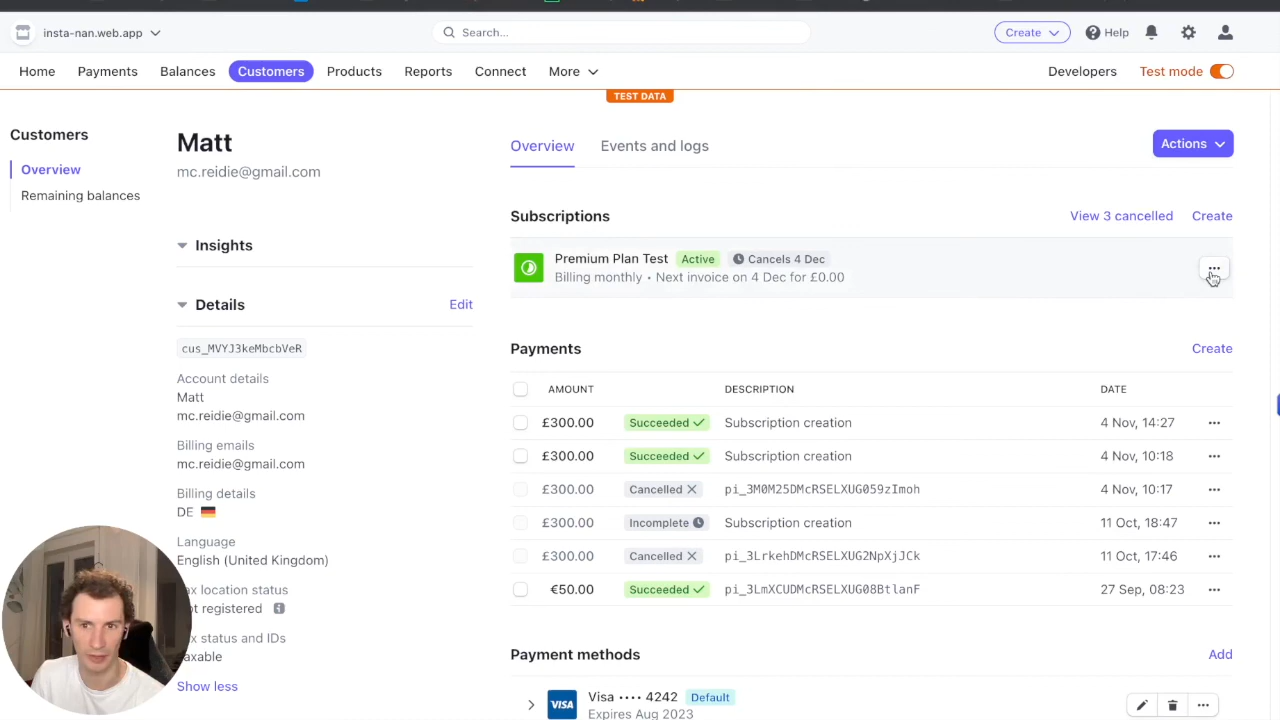 insta-nan.web.app
Search...
Create
Help
Home
Payments
Balances
Customers
Products
Reports
Connect
More
Developers
Test mode
TEST DATA
Customers
Overview
Remaining balances
Matt
mc.reidie@gmail.com
Insights
Details
Edit
cus_MVYJ3keMbcbVeR
Account details
Matt
mc.reidie@gmail.com
Billing emails
mc.reidie@gmail.com
Billing details
DE
Language
English (United Kingdom)
location status
registered
status and IDs
Show less
Overview
Events and logs
Actions
Subscriptions
View 3 cancelled
Create
Premium Plan Test Active Cancels 4 Dec
Billing monthly • Next invoice on 4 Dec for £0.00
Payments
Create
AMOUNT DESCRIPTION DATE
£300.00 Succeeded Subscription creation 4 Nov, 14:27
£300.00 Succeeded Subscription creation 4 Nov, 10:18
£300.00 Cancelled pi_3M0M25DMcRSELXUG059zImoh 4 Nov, 10:17
£300.00 Incomplete Subscription creation 11 Oct, 18:47
£300.00 Cancelled pi_3LrkehDMcRSELXUG2NpXjJCk 11 Oct, 17:46
€50.00 Succeeded pi_3LmXCUDMcRSELXUG08BtlanF 27 Sep, 08:23
Payment methods
Add
VISA
Visa •••• 4242 Default
Expires Aug 2023